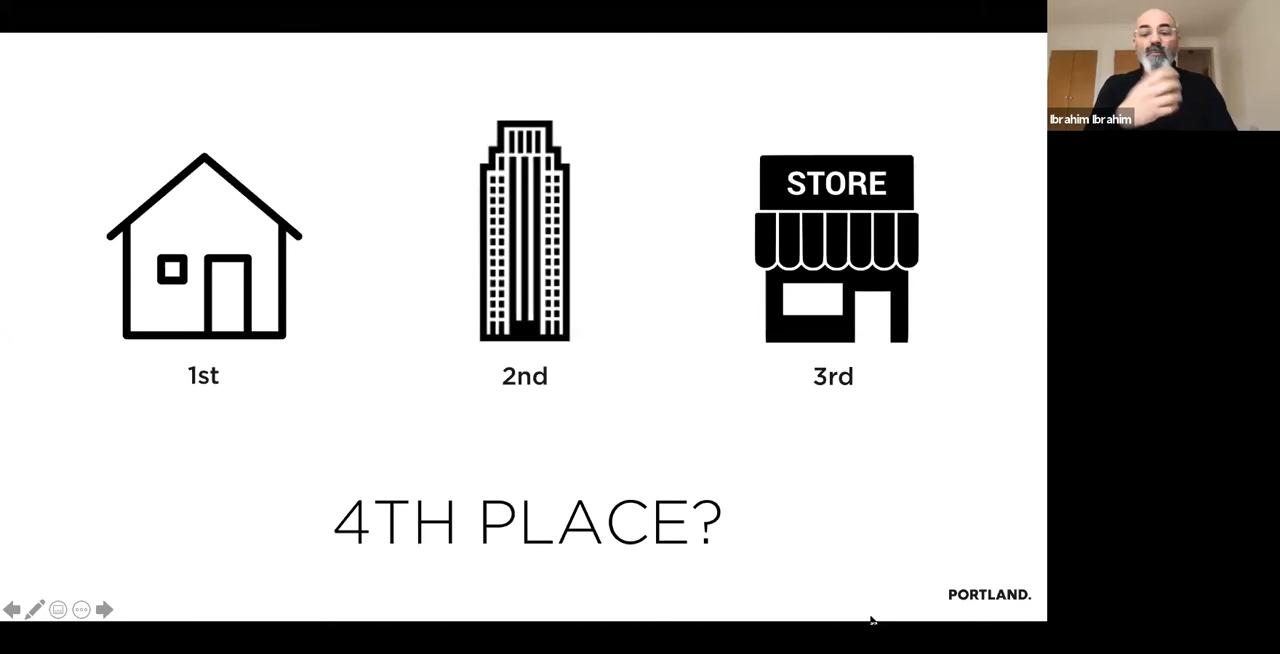 Ibrahim Ibrahim
STORE
1st
2nd
3rd
4TH PLACE?
PORTLAND.